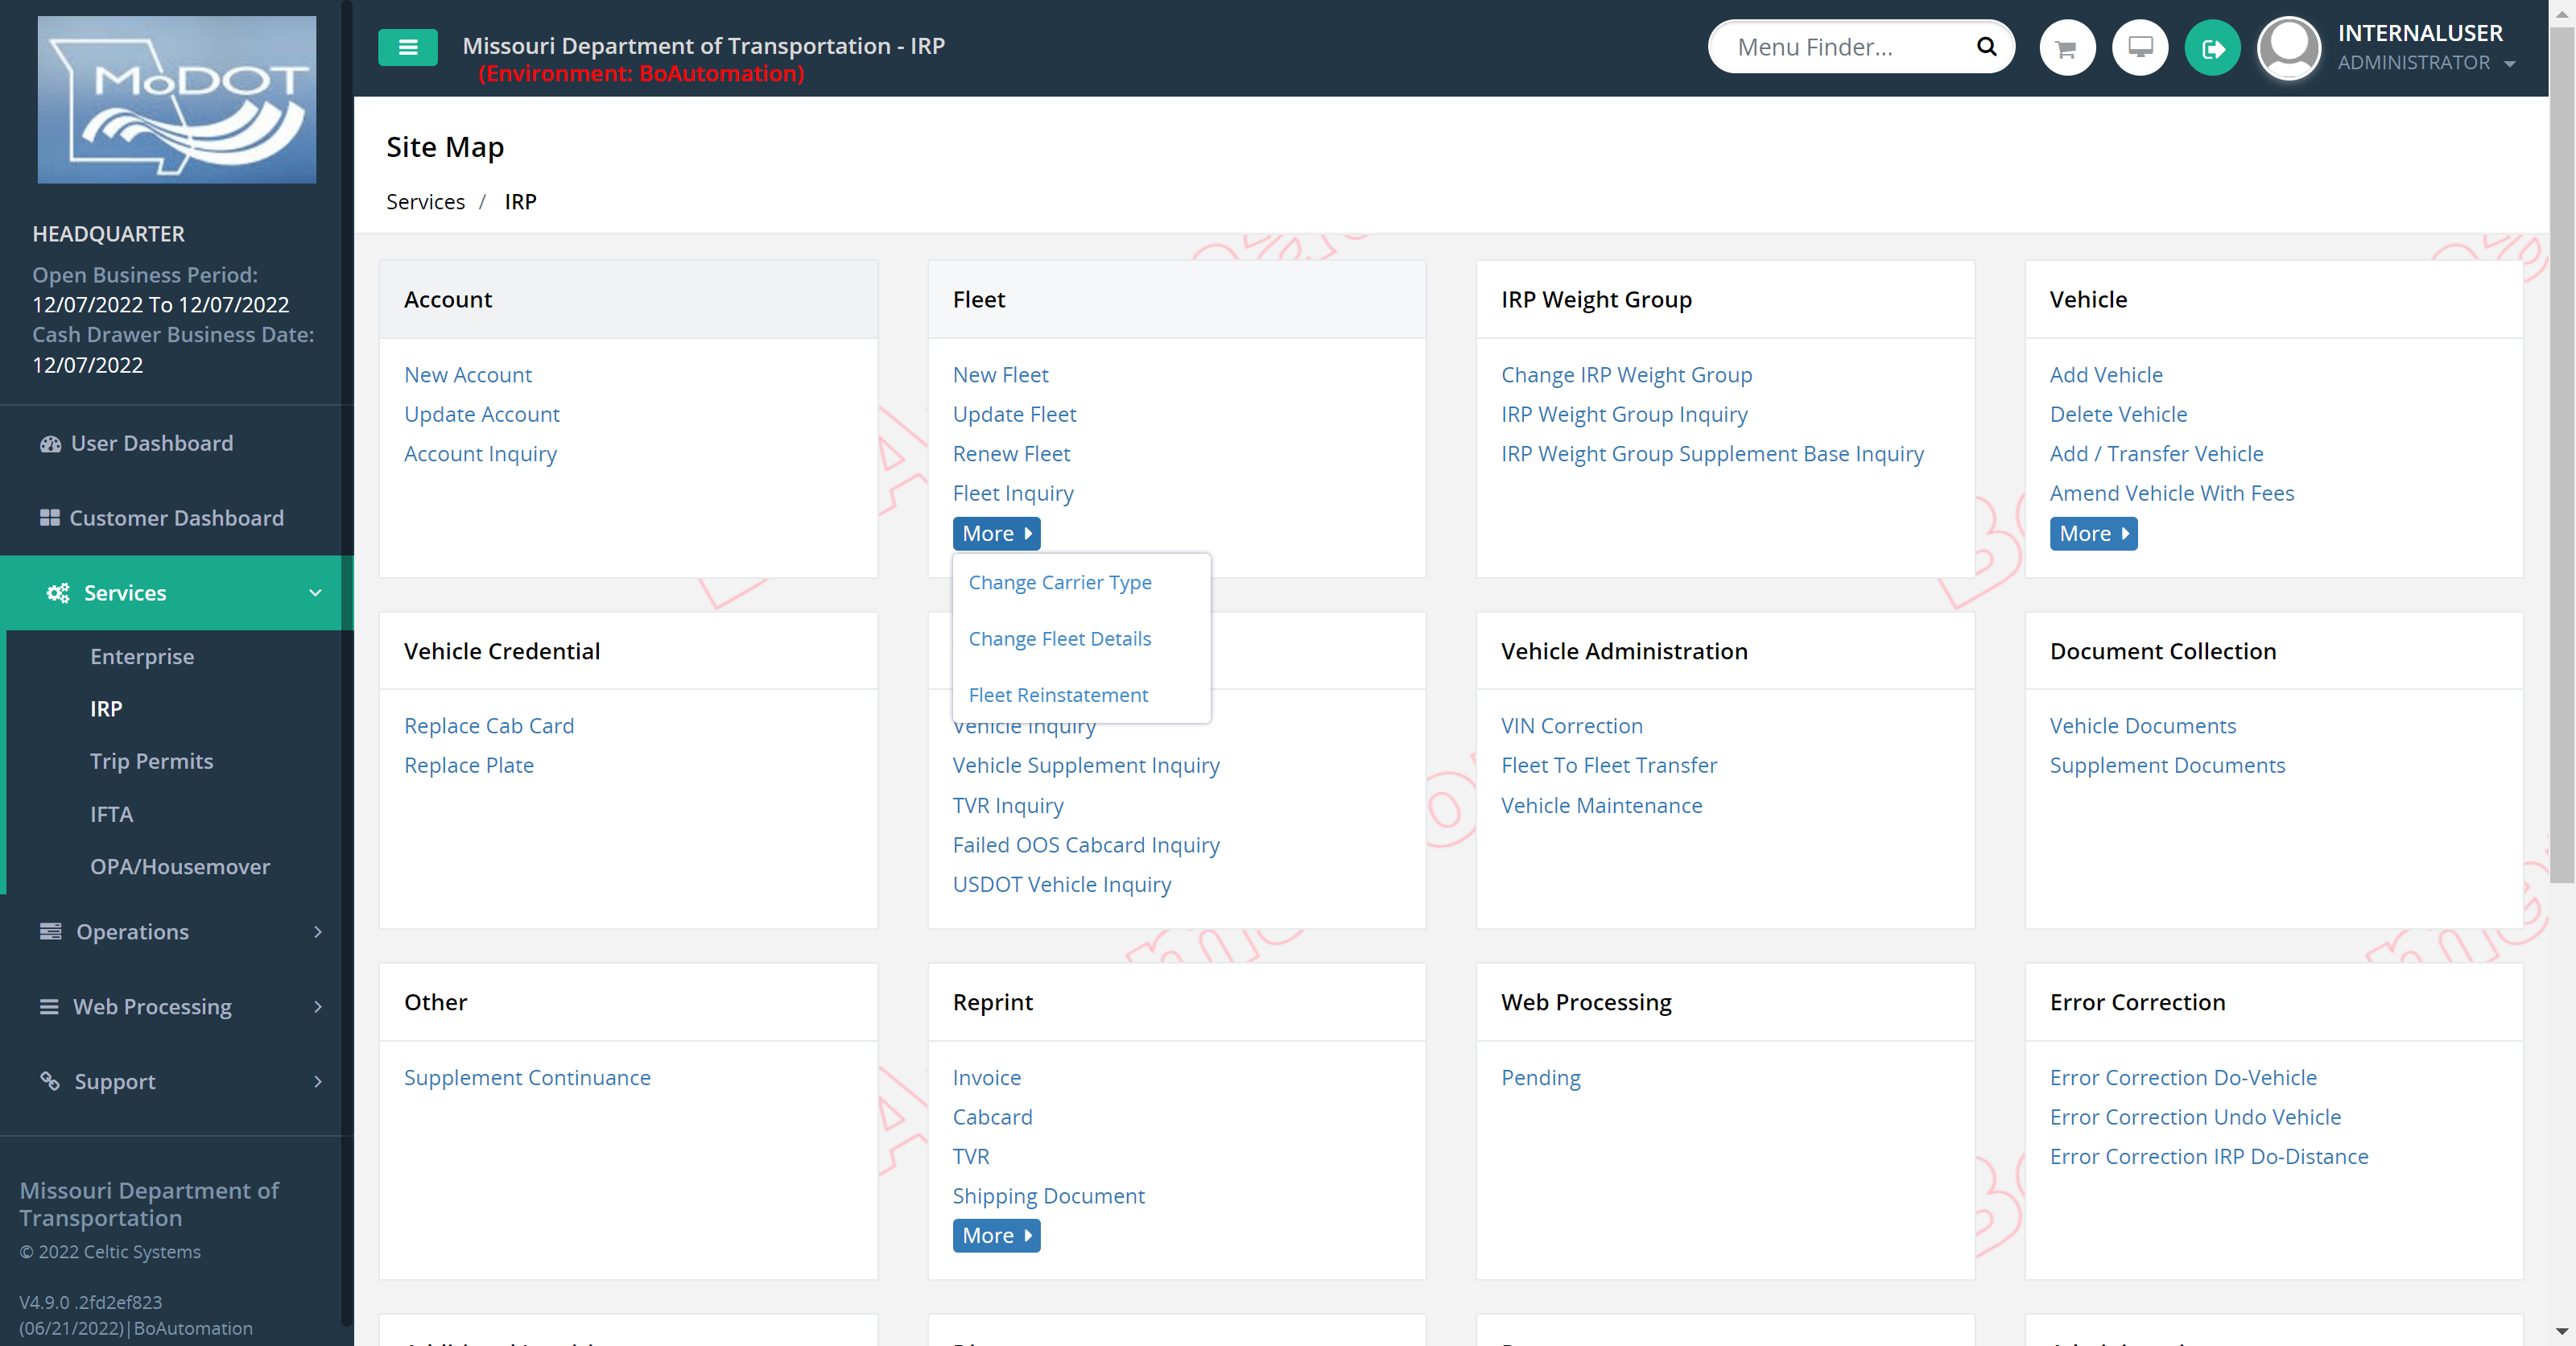 MoDOT
HEADQUARTER
Open Business Period:
12/07/2022 To 12/07/2022
Cash Drawer Business Date:
12/07/2022
User Dashboard
Customer Dashboard
Services
Enterprise
IRP
Trip Permits
IFTA
OPA/Housemover
Operations
Web Processing
Support
Missouri Department of
Transportation
© 2022 Celtic Systems
V4.9.0 .2fd2ef823
(06/21/2022)|BoAutomation
Missouri Department of Transportation - IRP
(Environment: BoAutomation)
Menu Finder...
INTERNALUSER
ADMINISTRATOR
Site Map
Services / IRP
Account
New Account
Update Account
Account Inquiry
Fleet
New Fleet
Update Fleet
Renew Fleet
Fleet Inquiry
More
Change Carrier Type
Change Fleet Details
Fleet Reinstatement
IRP Weight Group
Change IRP Weight Group
IRP Weight Group Inquiry
IRP Weight Group Supplement Base Inquiry
Vehicle
Add Vehicle
Delete Vehicle
Add / Transfer Vehicle
Amend Vehicle With Fees
More
Vehicle Credential
Replace Cab Card
Replace Plate
Vehicle Inquiry
Vehicle Supplement Inquiry
TVR Inquiry
Failed OOS Cabcard Inquiry
USDOT Vehicle Inquiry
Vehicle Administration
VIN Correction
Fleet To Fleet Transfer
Vehicle Maintenance
Document Collection
Vehicle Documents
Supplement Documents
Other
Supplement Continuance
Reprint
Invoice
Cabcard
TVR
Shipping Document
More
Web Processing
Pending
Error Correction
Error Correction Do-Vehicle
Error Correction Undo Vehicle
Error Correction IRP Do-Distance